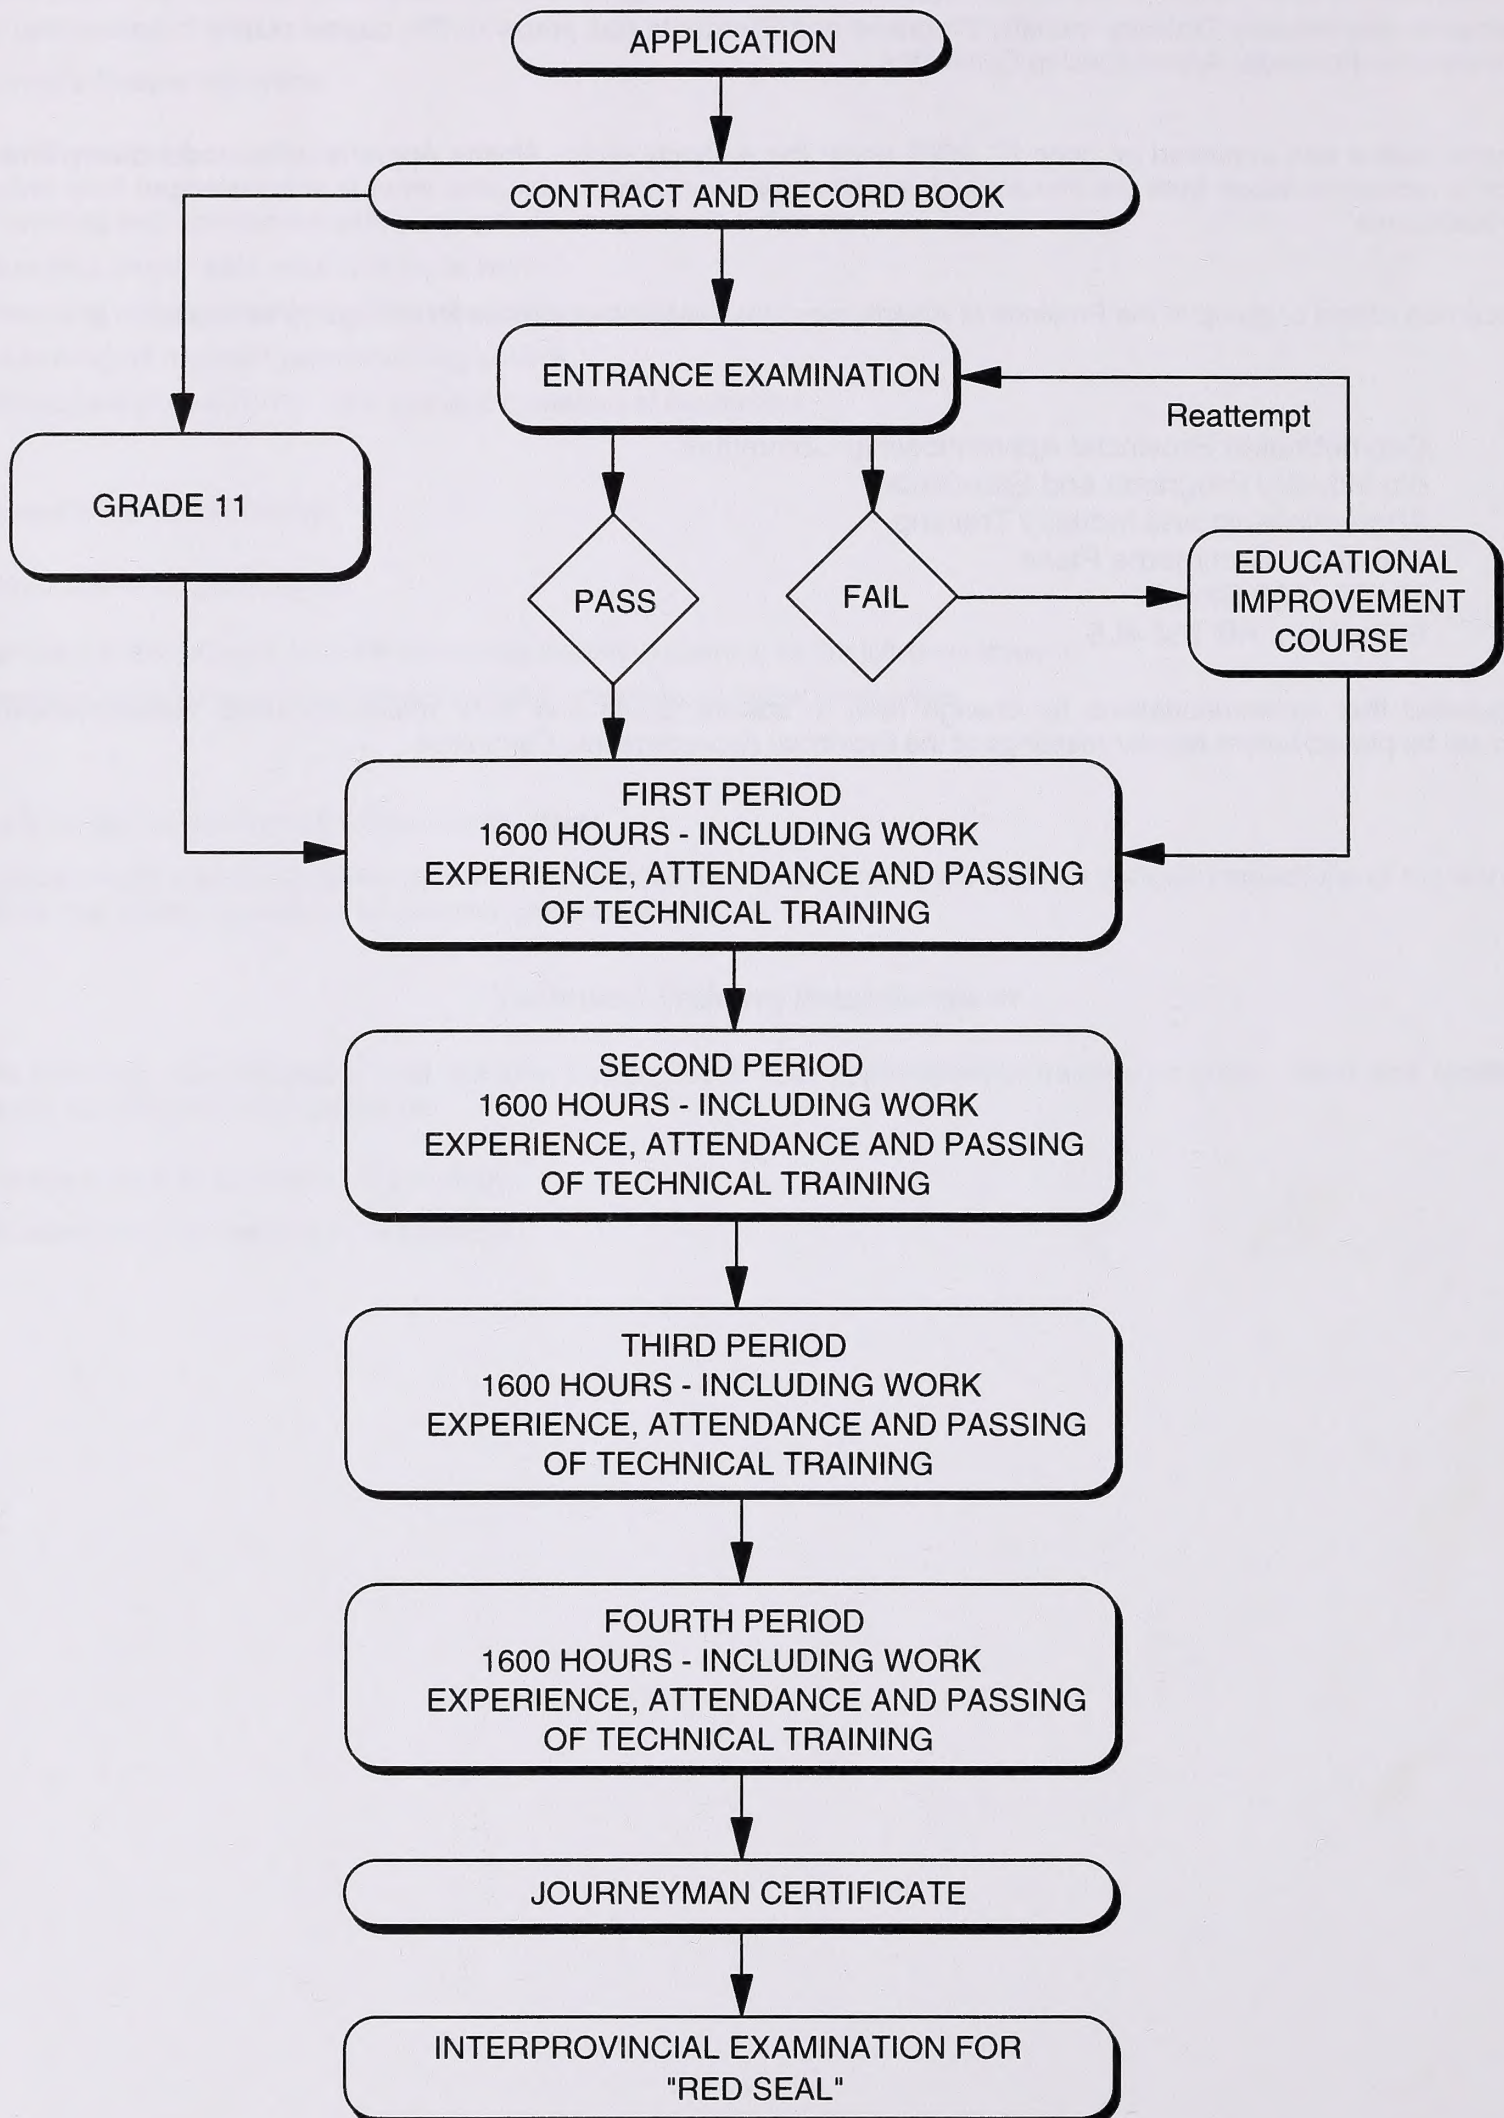 APPLICATION
CONTRACT AND RECORD BOOK
ENTRANCE EXAMINATION
Reattempt
GRADE 11
PASS
FAIL
EDUCATIONAL
IMPROVEMENT
COURSE
FIRST PERIOD
1600 HOURS - INCLUDING WORK
EXPERIENCE, ATTENDANCE AND PASSING
OF TECHNICAL TRAINING
SECOND PERIOD
1600 HOURS - INCLUDING WORK
EXPERIENCE, ATTENDANCE AND PASSING
OF TECHNICAL TRAINING
THIRD PERIOD
1600 HOURS - INCLUDING WORK
EXPERIENCE, ATTENDANCE AND PASSING
OF TECHNICAL TRAINING
FOURTH PERIOD
1600 HOURS - INCLUDING WORK
EXPERIENCE, ATTENDANCE AND PASSING
OF TECHNICAL TRAINING
JOURNEYMAN CERTIFICATE
INTERPROVINCIAL EXAMINATION FOR
"RED SEAL"